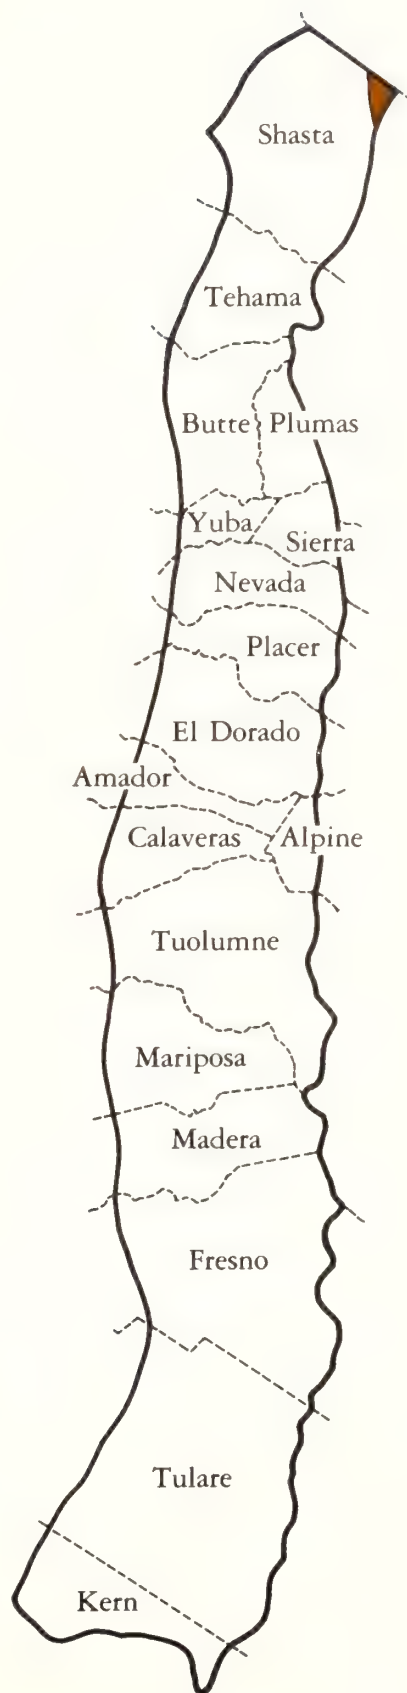 Shasta
Tehama
Butte Plumas
Yuba
Sierra
Nevada
Placer
El Dorado
Amador
Calaveras Alpine
Tuolumne
Mariposa
Madera
Fresno
Tulare
Kern